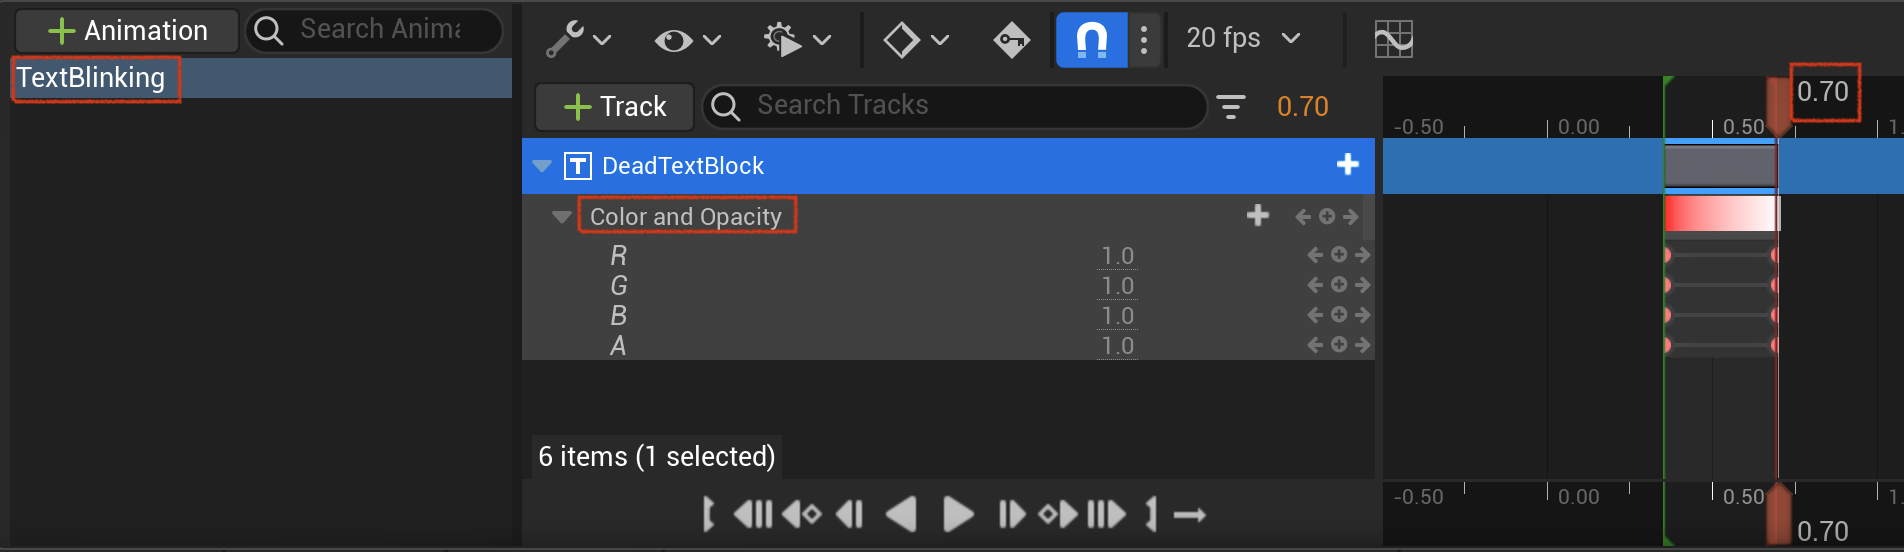 Animation
Search Anima
20 fps
TextBlinking
Track
Search Tracks
0.70
0.70
-0.50
0.00
0.50
1.
T DeadTextBlock
Color and Opacity
R 1.0
G 1.0
B 1.0
A 1.0
6 items (1 selected)
-0.50
0.00
0.50
1.
0.70